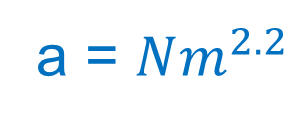 a = Nm^2.2